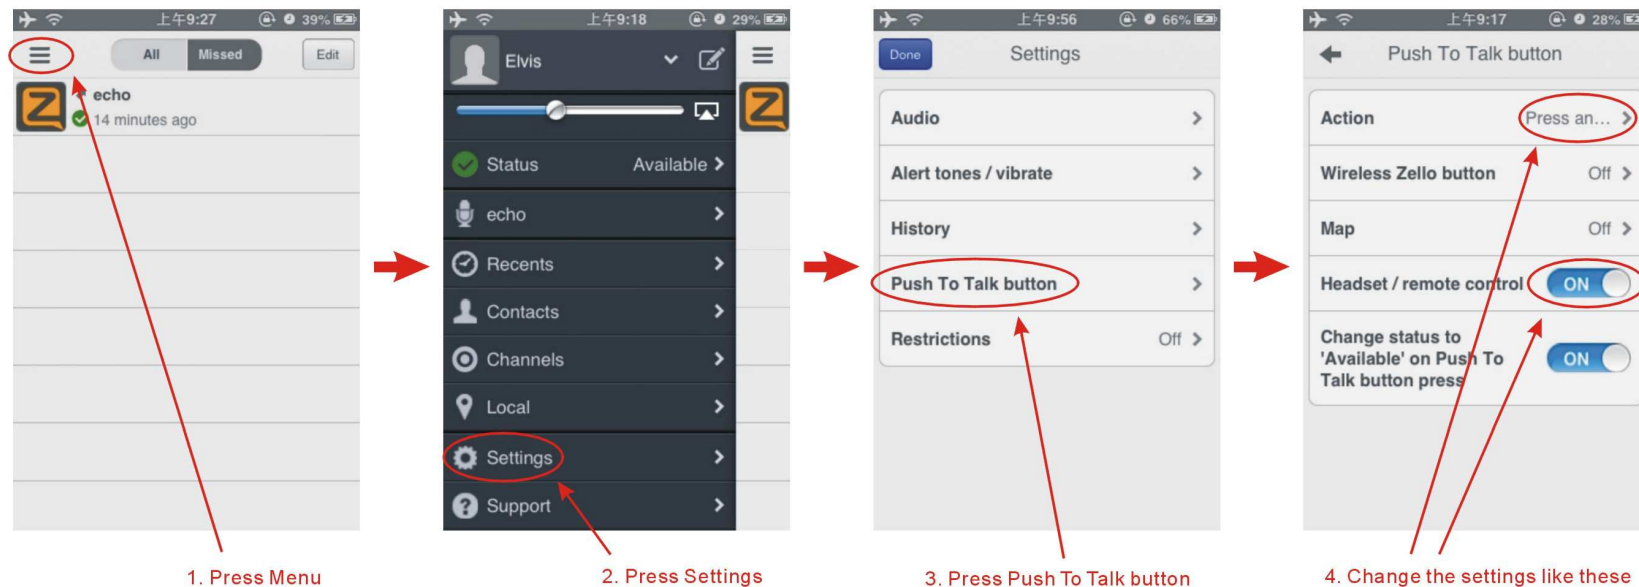 上午9:27 39%
All Missed Edit
echo
14 minutes ago
1. Press Menu
上午9:18 29%
Elvis
Status Available
echo
Recents
Contacts
Channels
Local
Settings
Support
2. Press Settings
上午9:56 66%
Done Settings
Audio
Alert tones / vibrate
History
Push To Talk button
Restrictions Off
3. Press Push To Talk button
上午9:17 28%
Push To Talk button
Action Press an...
Wireless Zello button Off
Map Off
Headset / remote control ON
Change status to
'Available' on Push To ON
Talk button press
4. Change the settings like these